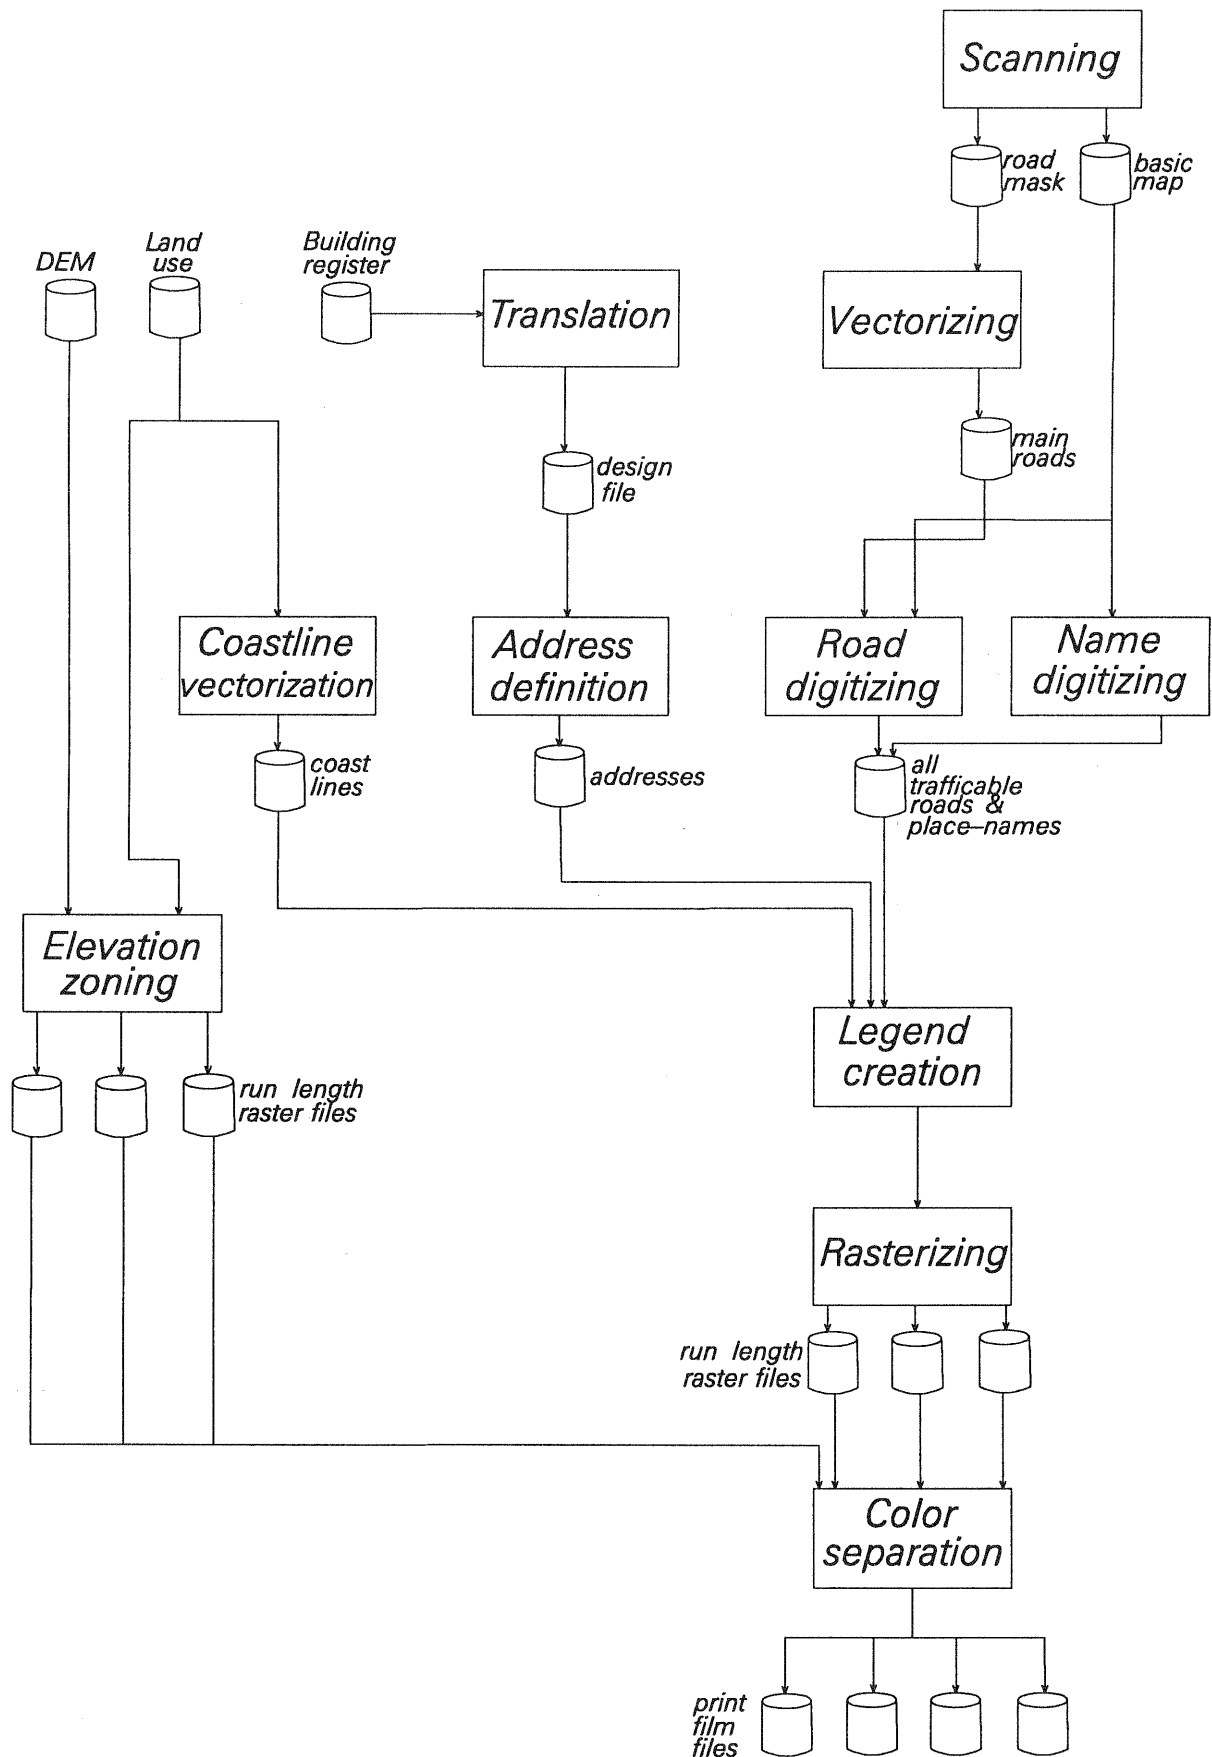 Scanning
road
mask
basic
map
DEM
Land
use
Building
register
Translation
Vectorizing
main
roads
design
file
Coastline
vectorization
Address
definition
Road
digitizing
Name
digitizing
coast
lines
addresses
all
trafficable
roads &
place–names
Elevation
zoning
Legend
creation
run length
raster files
Rasterizing
run length
raster files
Color
separation
print
film
files